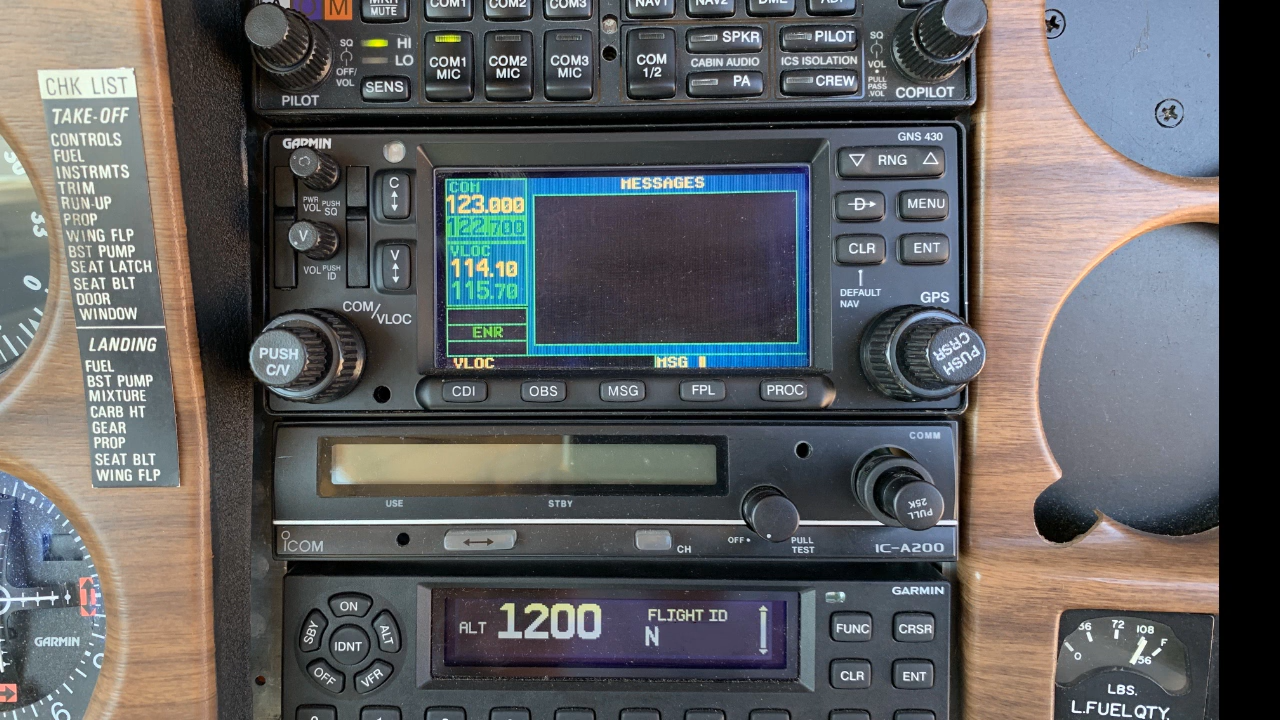 MKR
MUTE
COM1
COM2
COM3
NAV1
NAV2
DME
ADF
M
HI
LO
SQ
OFF/
VOL
SENS
PILOT
COM1
MIC
COM2
MIC
COM3
MIC
COM
1/2
SPKR
CABIN AUDIO
PA
PILOT
ICS ISOLATION
CREW
SQ
VOL
PULL
PASS
VOL
COPILOT
CHK LIST
TAKE-OFF
CONTROLS
FUEL
INSTRMTS
TRIM
RUN-UP
PROP
WING FLP
BST PUMP
SEAT LATCH
SEAT BLT
DOOR
WINDOW
LANDING
FUEL
BST PUMP
MIXTURE
CARB HT
GEAR
PROP
SEAT BLT
WING FLP
33
0
GARMIN
GARMIN
GNS 430
PWR
VOL
PUSH
SQ
V
VOL
PUSH
ID
C
V
COM/VLOC
PUSH
C/V
COM
123.000
122.700
VLOC
114.10
115.70
ENR
VLOC
MESSAGES
MSG
CDI
OBS
MSG
FPL
PROC
RNG
D
MENU
CLR
ENT
DEFAULT
NAV
GPS
PUSH
CRSR
COMM
USE
STBY
PULL
25K
OFF
PULL
TEST
ICOM
CH
IC-A200
GARMIN
ON
SBY
ALT
IDNT
OFF
VFR
ALT
1200
FLIGHT ID
N
FUNC
CRSR
CLR
ENT
36
72
108
0
F
156
LBS.
L.FUEL QTY.